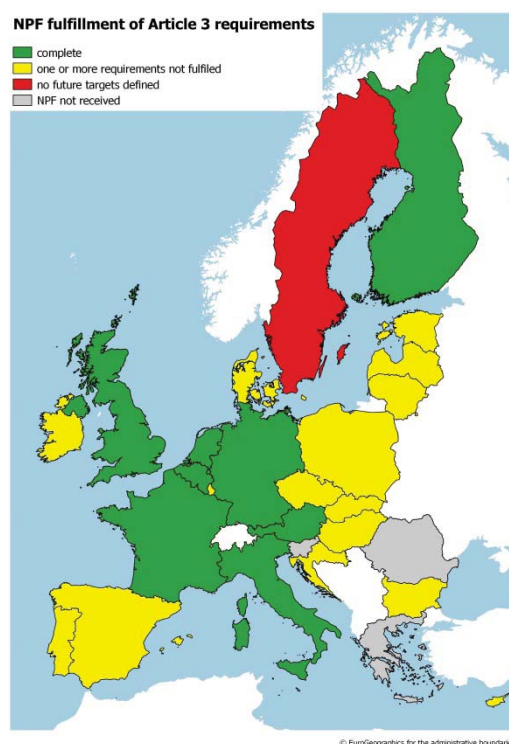 NPF fulfillment of Article 3 requirements
complete
one or more requirements not fulfiled
no future targets defined
NPF not received
© EuroGeographics for the administrative boundaries